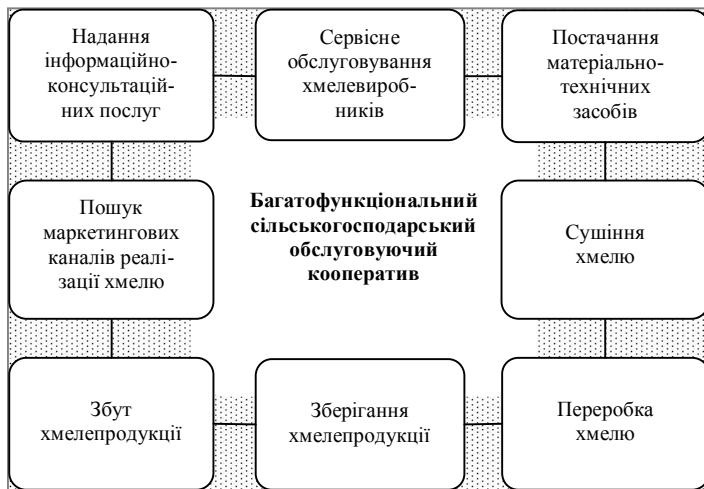 Надання
інформаційно-
консультацій-
них послуг
Сервісне
обслуговування
хмелевироб-
ників
Постачання
матеріально-
технічних
засобів
Пошук
маркетингових
каналів реалі-
зації хмелю
Багатофункціональний
сільськогосподарський
обслуговуючий
кооператив
Сушіння
хмелю
Збут
хмелепродукції
Зберігання
хмелепродукції
Переробка
хмелю